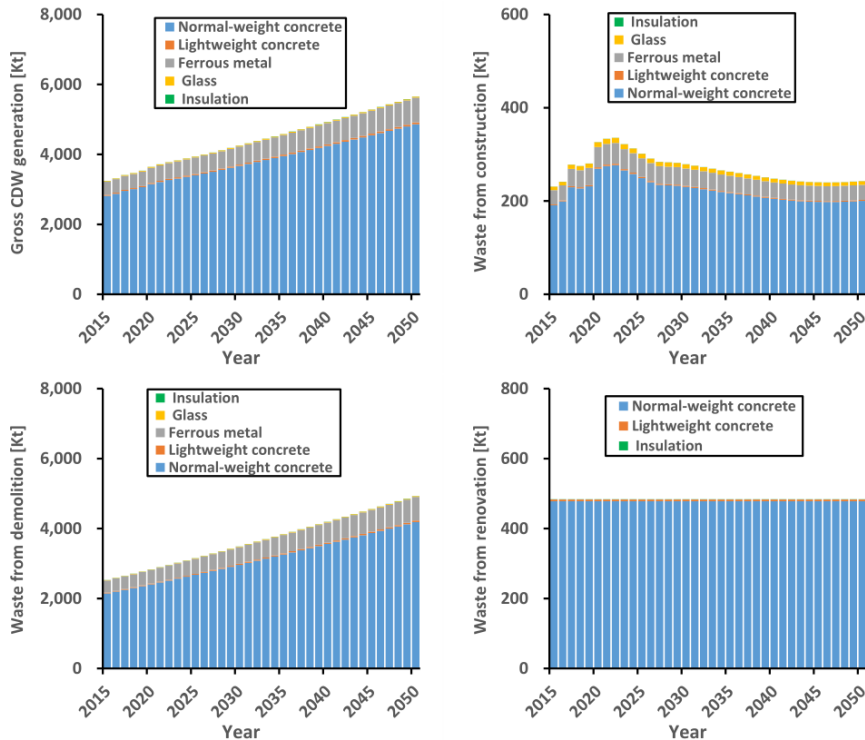 Gross CDW generation [Kt]
8,000
6,000
4,000
2,000
0
Normal-weight concrete
Lightweight concrete
Ferrous metal
Glass
Insulation
2015
2020
2025
2030
2035
2040
2045
2050
Year
Waste from construction [Kt]
600
400
200
0
Insulation
Glass
Ferrous metal
Lightweight concrete
Normal-weight concrete
2015
2020
2025
2030
2035
2040
2045
2050
Year
Waste from demolition [Kt]
8,000
6,000
4,000
2,000
0
Insulation
Glass
Ferrous metal
Lightweight concrete
Normal-weight concrete
2015
2020
2025
2030
2035
2040
2045
2050
Year
Waste from renovation [Kt]
800
600
400
200
0
Normal-weight concrete
Lightweight concrete
Insulation
2015
2020
2025
2030
2035
2040
2045
2050
Year